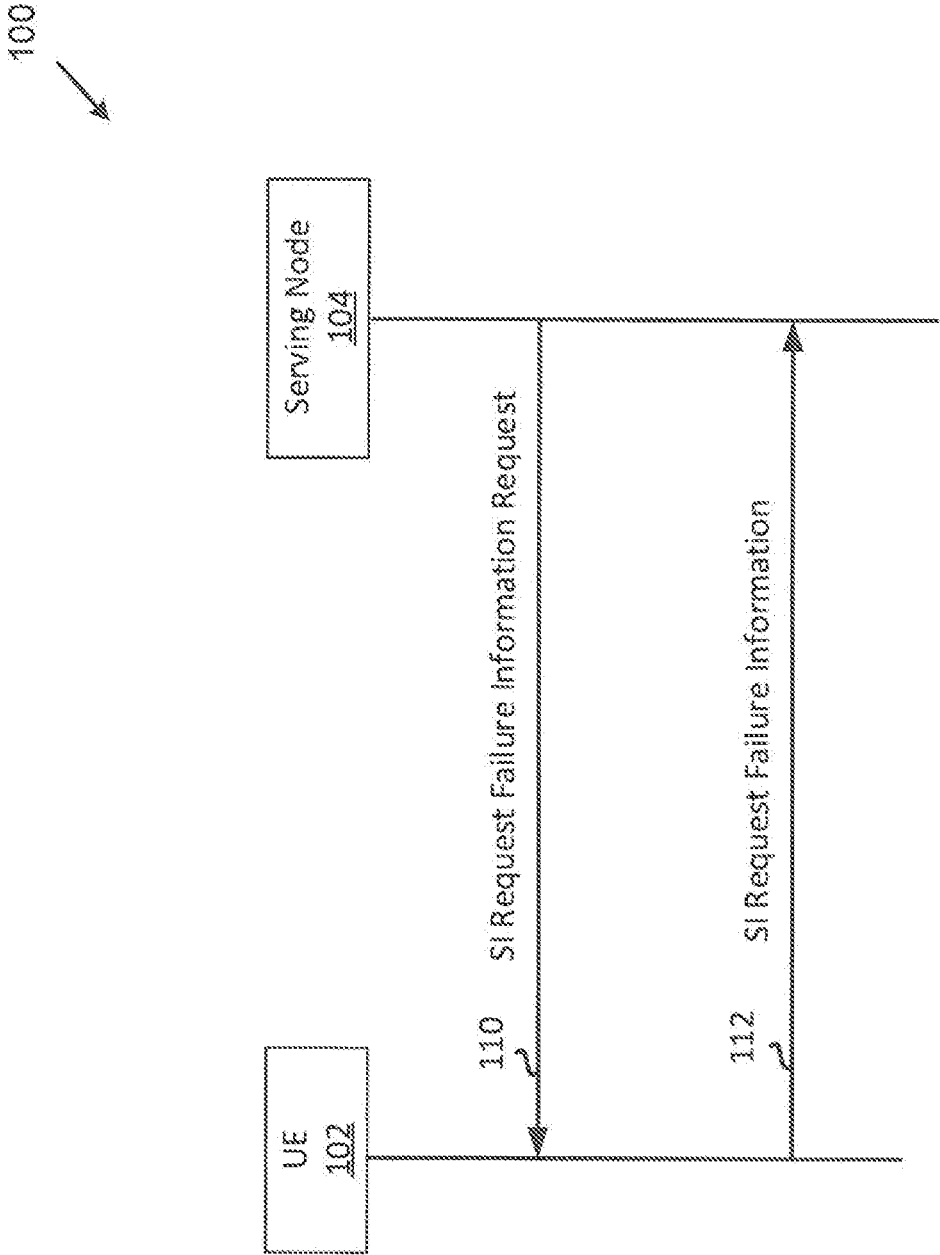 100
UE
102
Serving Node
104
110
SI Request Failure Information Request
112
SI Request Failure Information